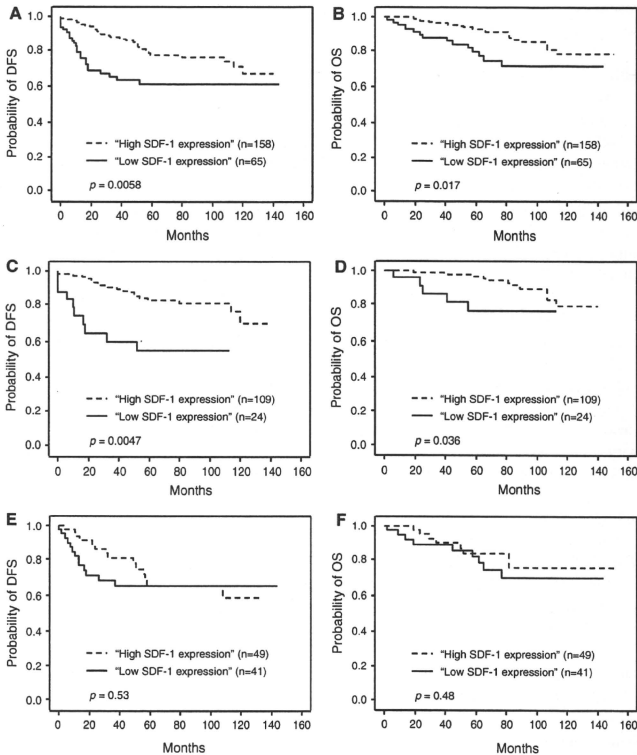 A
Probability of DFS
1.0
0.8
0.6
0.4
0.2
0.0
"High SDF-1 expression" (n=158)
"Low SDF-1 expression" (n=65)
p = 0.0058
0 20 40 60 80 100 120 140 160
Months
B
Probability of OS
1.0
0.8
0.6
0.4
0.2
0.0
"High SDF-1 expression" (n=158)
"Low SDF-1 expression" (n=65)
p = 0.017
0 20 40 60 80 100 120 140 160
Months
C
Probability of DFS
1.0
0.8
0.6
0.4
0.2
0.0
"High SDF-1 expression" (n=109)
"Low SDF-1 expression" (n=24)
p = 0.0047
0 20 40 60 80 100 120 140 160
Months
D
Probability of OS
1.0
0.8
0.6
0.4
0.2
0.0
"High SDF-1 expression" (n=109)
"Low SDF-1 expression" (n=24)
p = 0.036
0 20 40 60 80 100 120 140 160
Months
E
Probability of DFS
1.0
0.8
0.6
0.4
0.2
0.0
"High SDF-1 expression" (n=49)
"Low SDF-1 expression" (n=41)
p = 0.53
0 20 40 60 80 100 120 140 160
Months
F
Probability of OS
1.0
0.8
0.6
0.4
0.2
0.0
"High SDF-1 expression" (n=49)
"Low SDF-1 expression" (n=41)
p = 0.48
0 20 40 60 80 100 120 140 160
Months